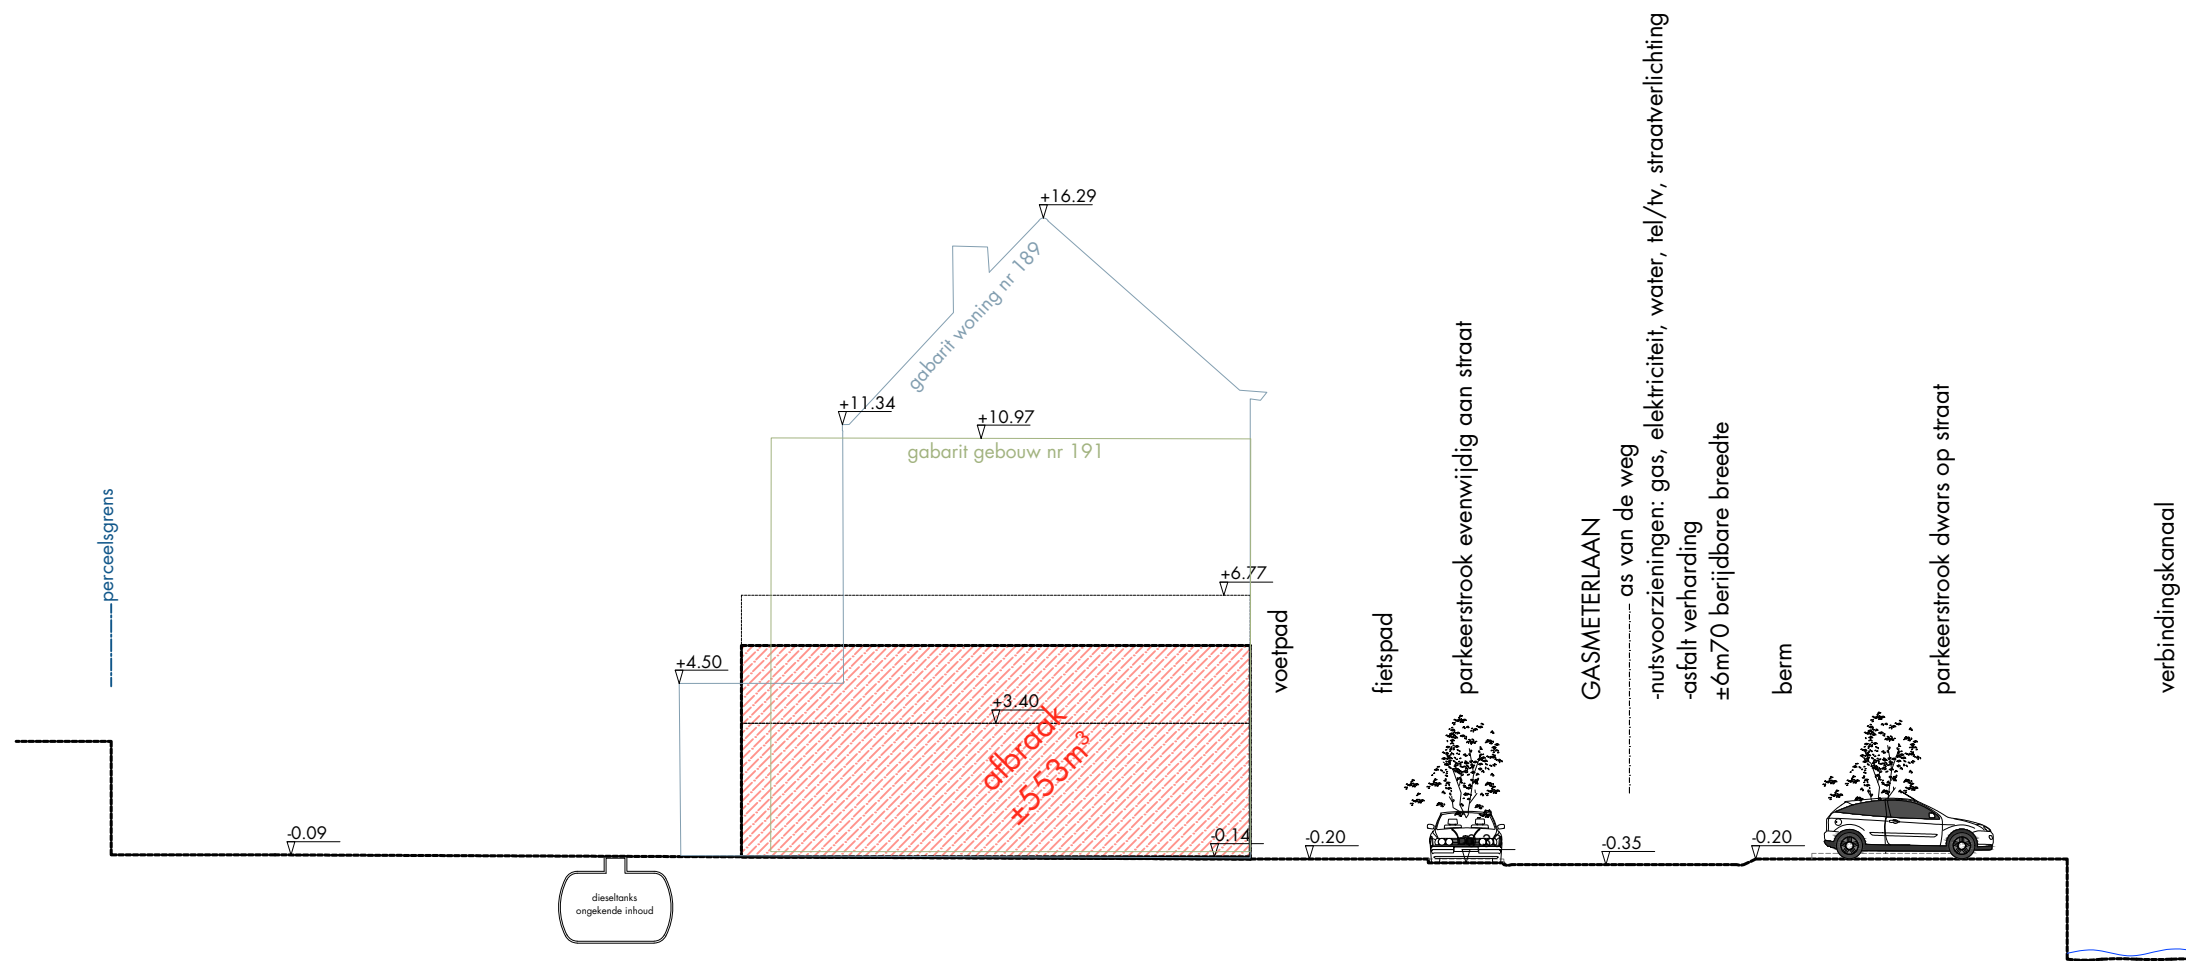 +16.29
gabarit woning nr 189
+11.34
+10.97
gabarit gebouw nr 191
perceelsgrens
+6.77
+4.50
+3.40
afbraak
±553m³
-0.09
-0.14
-0.20
-0.35
-0.20
dieseltanks
ongekende inhoud
voetpad
fietspad
parkeerstrook evenwijdig aan straat
GASMETERLAAN
as van de weg
-nutsvoorzieningen: gas, elektriciteit, water, tel/tv, straatverlichting
-asfalt verharding
±6m70 berijdbare breedte
berm
parkeerstrook dwars op straat
verbindingskanaal